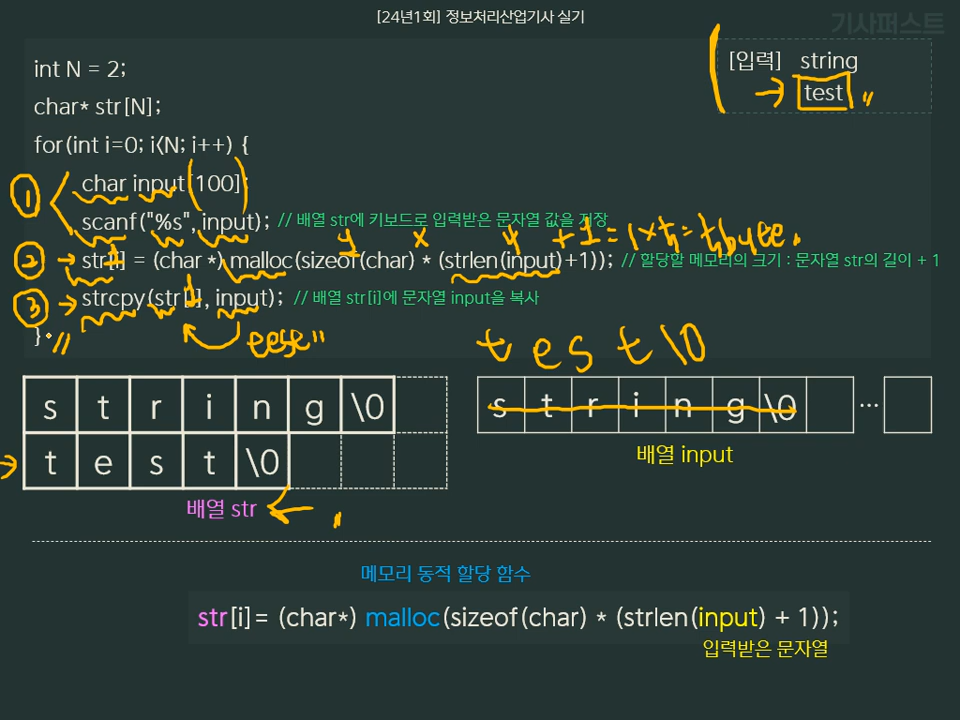 [24년1회] 정보처리산업기사 실기
기사퍼스트
[입력] string
test
int N = 2;
char* str[N];
for(int i=0; i<N; i++) {
① char input[100];
scanf("%s", input); // 배열 str에 키보드로 입력받은 문자열 값을 저장
② str[i] = (char *) malloc(sizeof(char) * (strlen(input)+1)); // 할당할 메모리의 크기 : 문자열 str의 길이 + 1
③ strcpy(str[i], input); // 배열 str[i]에 문자열 input을 복사
}
t e s t \0
s t r i n g \0
t e s t \0
배열 str
s t r i n g \0 ...
배열 input
메모리 동적 할당 함수
str[i]= (char*) malloc(sizeof(char) * (strlen(input) + 1));
입력받은 문자열